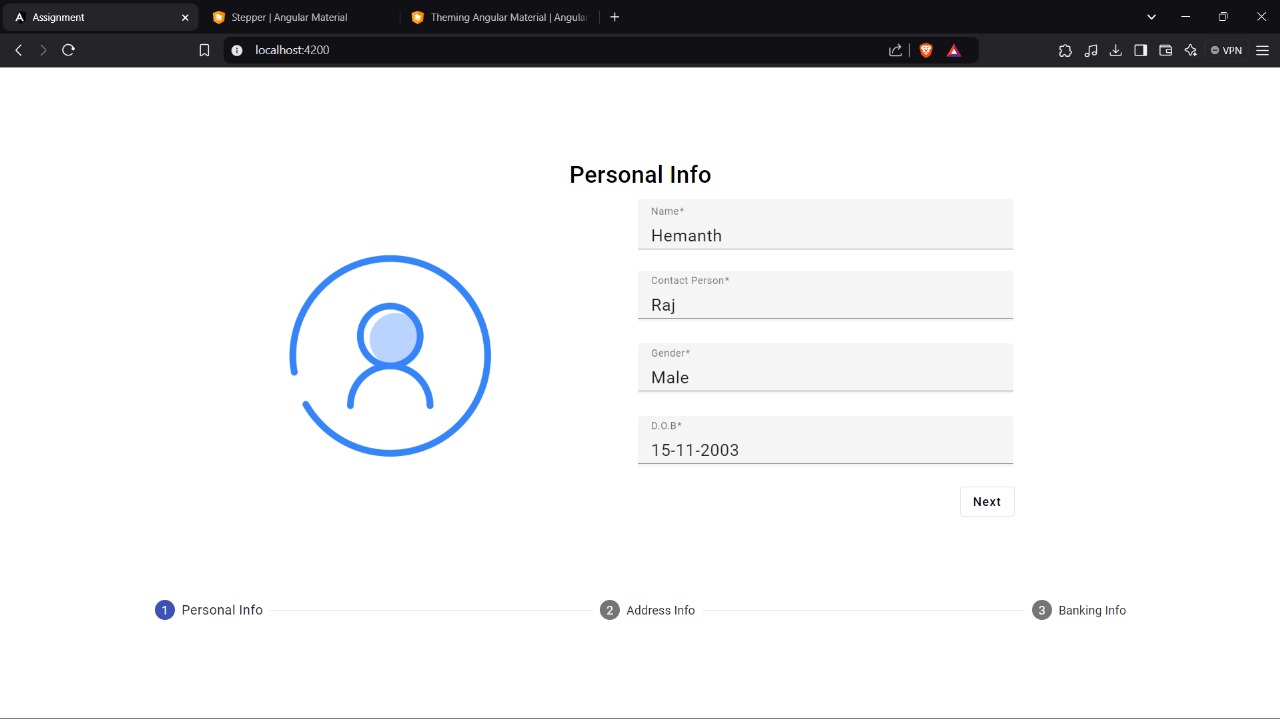 Assignment
Stepper | Angular Material
Theming Angular Material | Angular
localhost:4200
VPN
Personal Info
Name*
Hemanth
Contact Person*
Raj
Gender*
Male
D.O.B*
15-11-2003
Next
1 Personal Info
2 Address Info
3 Banking Info